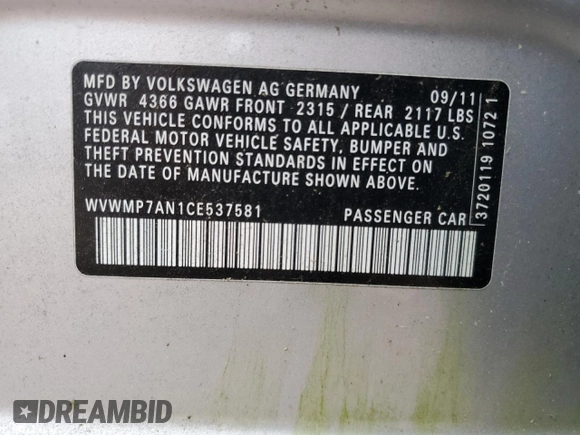 MFD BY VOLKSWAGEN AG GERMANY 09/11
GVWR 4366 GAWR FRONT 2315 / REAR 2117 LBS
THIS VEHICLE CONFORMS TO ALL APPLICABLE U.S.
FEDERAL MOTOR VEHICLE SAFETY, BUMPER AND
THEFT PREVENTION STANDARDS IN EFFECT ON
THE DATE OF MANUFACTURE SHOWN ABOVE.
WVWMP7AN1CE537581 PASSENGER CAR
3720119 1072 1
DREAMBID